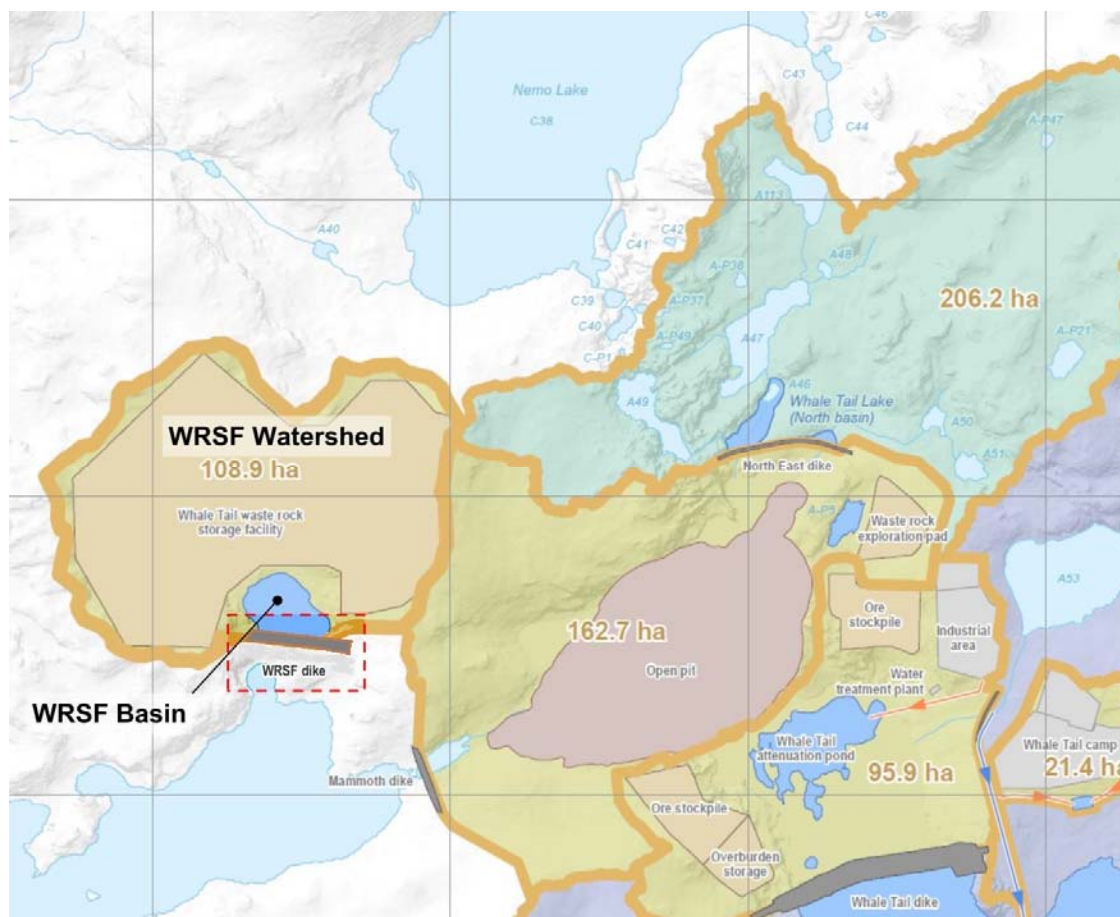 C46
C43
Nemo Lake
C38
C44
A-P47
A113
A40
C42
C41
A48
A-P38
C39
A-P37
206.2 ha
C40
A-P49
A47
A-P21
C-P1
A46
A49
Whale Tail Lake
(North basin)
A50
WRSF Watershed
108.9 ha
A51
North East dike
Whale Tail waste rock
storage facility
A-P5
Waste rock
exploration pad
A53
Ore
stockpile
162.7 ha
Industrial
area
Open pit
WRSF dike
Water
treatment plant
WRSF Basin
Whale Tail
attenuation pond
Whale Tail camp
95.9 ha
21.4 ha
Mammoth dike
Ore stockpile
Overburden
storage
Whale Tail dike